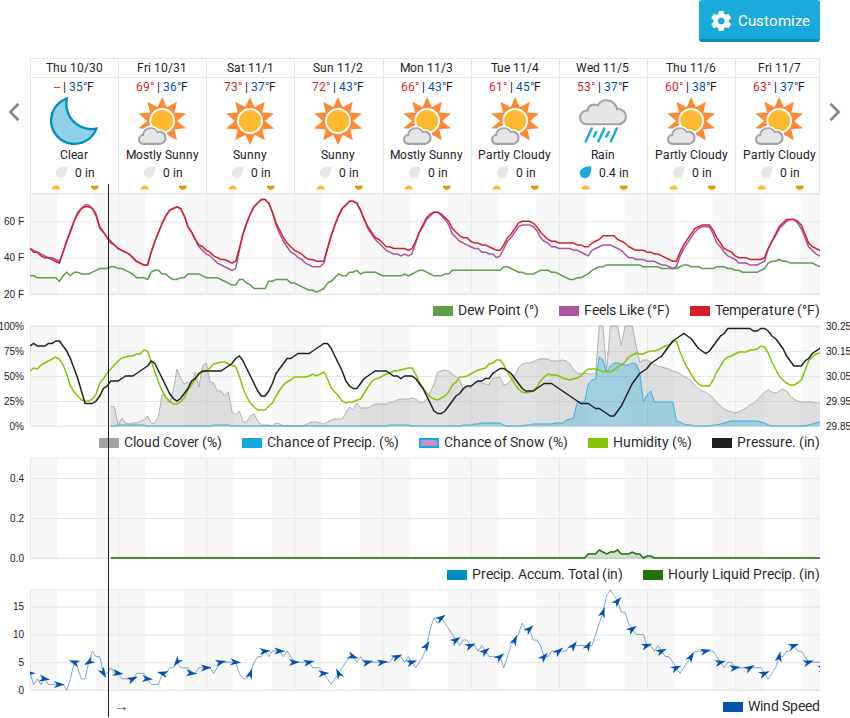 Customize
Thu 10/30 Fri 10/31 Sat 11/1 Sun 11/2 Mon 11/3 Tue 11/4 Wed 11/5 Thu 11/6 Fri 11/7
– | 35°F 69° | 36°F 73° | 37°F 72° | 43°F 66° | 43°F 61° | 45°F 53° | 37°F 60° | 38°F 63° | 37°F
Clear Mostly Sunny Sunny Sunny Mostly Sunny Partly Cloudy Rain Partly Cloudy Partly Cloudy
0 in 0 in 0 in 0 in 0 in 0 in 0.4 in 0 in 0 in
60 F
40 F
20 F
Dew Point (°) Feels Like (°F) Temperature (°F)
100% 30.25
75% 30.15
50% 30.05
25% 29.95
0% 29.85
Cloud Cover (%) Chance of Precip. (%) Chance of Snow (%) Humidity (%) Pressure. (in)
0.4
0.2
0.0
Precip. Accum. Total (in) Hourly Liquid Precip. (in)
15
10
5
0
→ Wind Speed